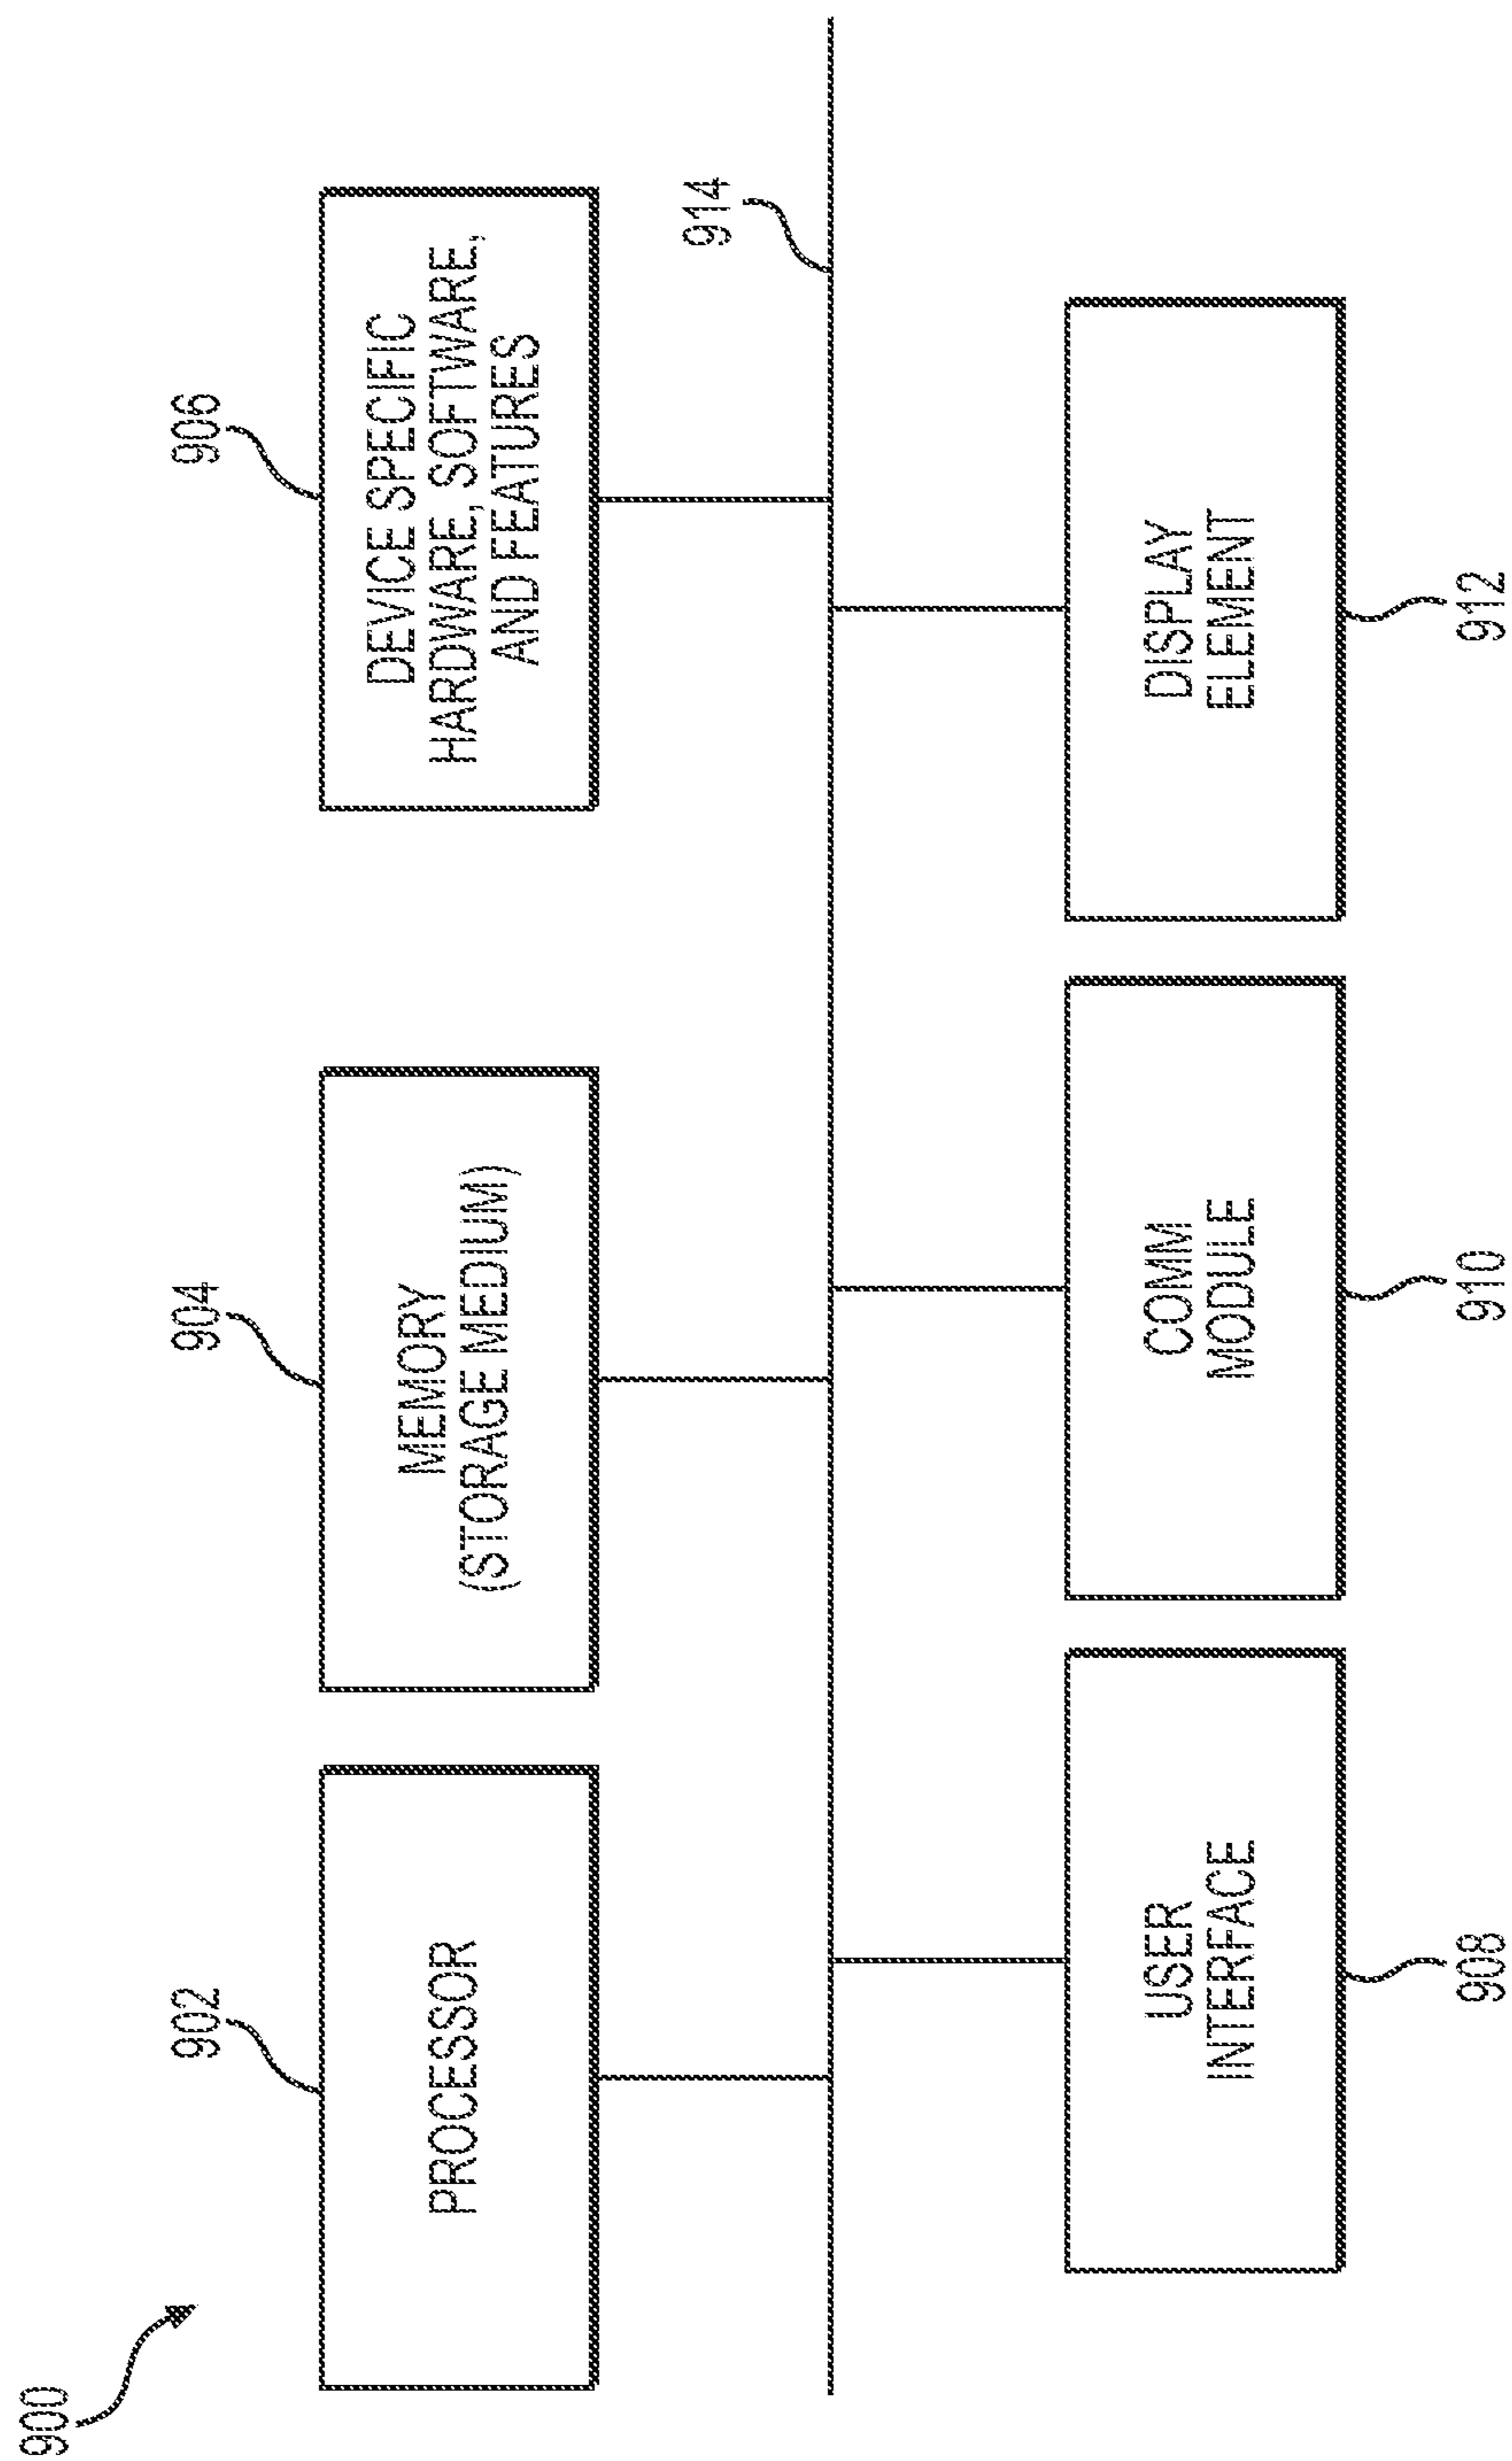 900
902
PROCESSOR
904
MEMORY
(STORAGE MEDIUM)
906
DEVICE SPECIFIC
HARDWARE, SOFTWARE,
AND FEATURES
914
USER
INTERFACE
908
COMM
MODULE
910
DISPLAY
ELEMENT
912